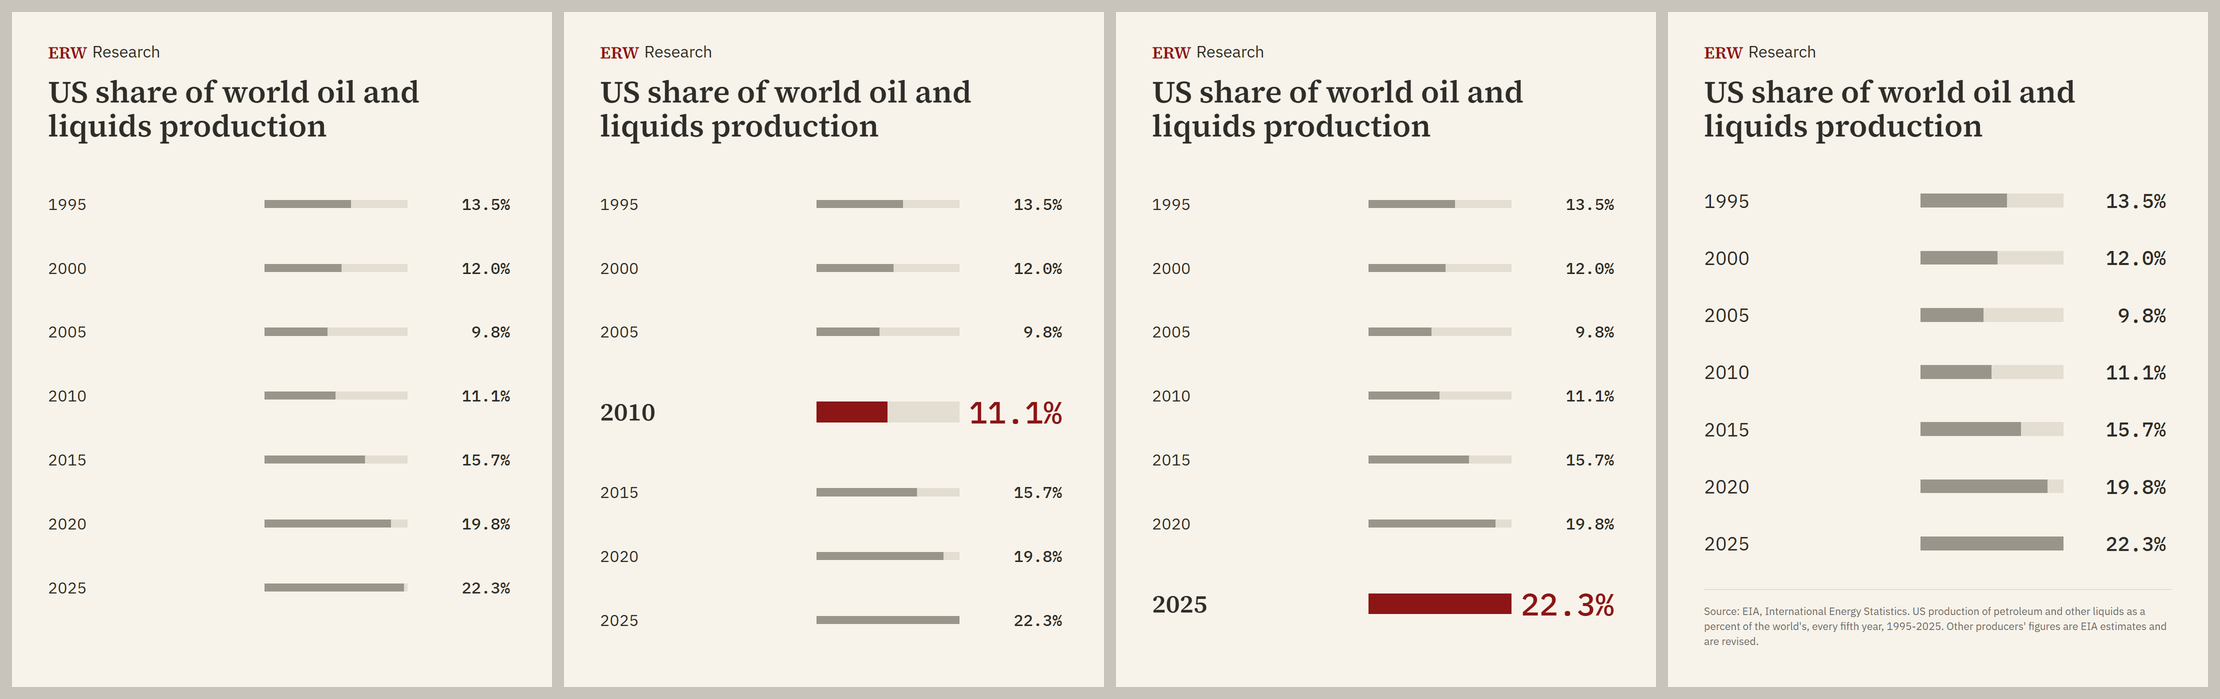 ERW Research
US share of world oil and
liquids production
1995 13.5%
2000 12.0%
2005 9.8%
2010 11.1%
2015 15.7%
2020 19.8%
2025 22.3%
ERW Research
US share of world oil and
liquids production
1995 13.5%
2000 12.0%
2005 9.8%
2010 11.1%
2015 15.7%
2020 19.8%
2025 22.3%
ERW Research
US share of world oil and
liquids production
1995 13.5%
2000 12.0%
2005 9.8%
2010 11.1%
2015 15.7%
2020 19.8%
2025 22.3%
ERW Research
US share of world oil and
liquids production
1995 13.5%
2000 12.0%
2005 9.8%
2010 11.1%
2015 15.7%
2020 19.8%
2025 22.3%
Source: EIA, International Energy Statistics. US production of petroleum and other liquids as a
percent of the world's, every fifth year, 1995-2025. Other producers' figures are EIA estimates and
are revised.